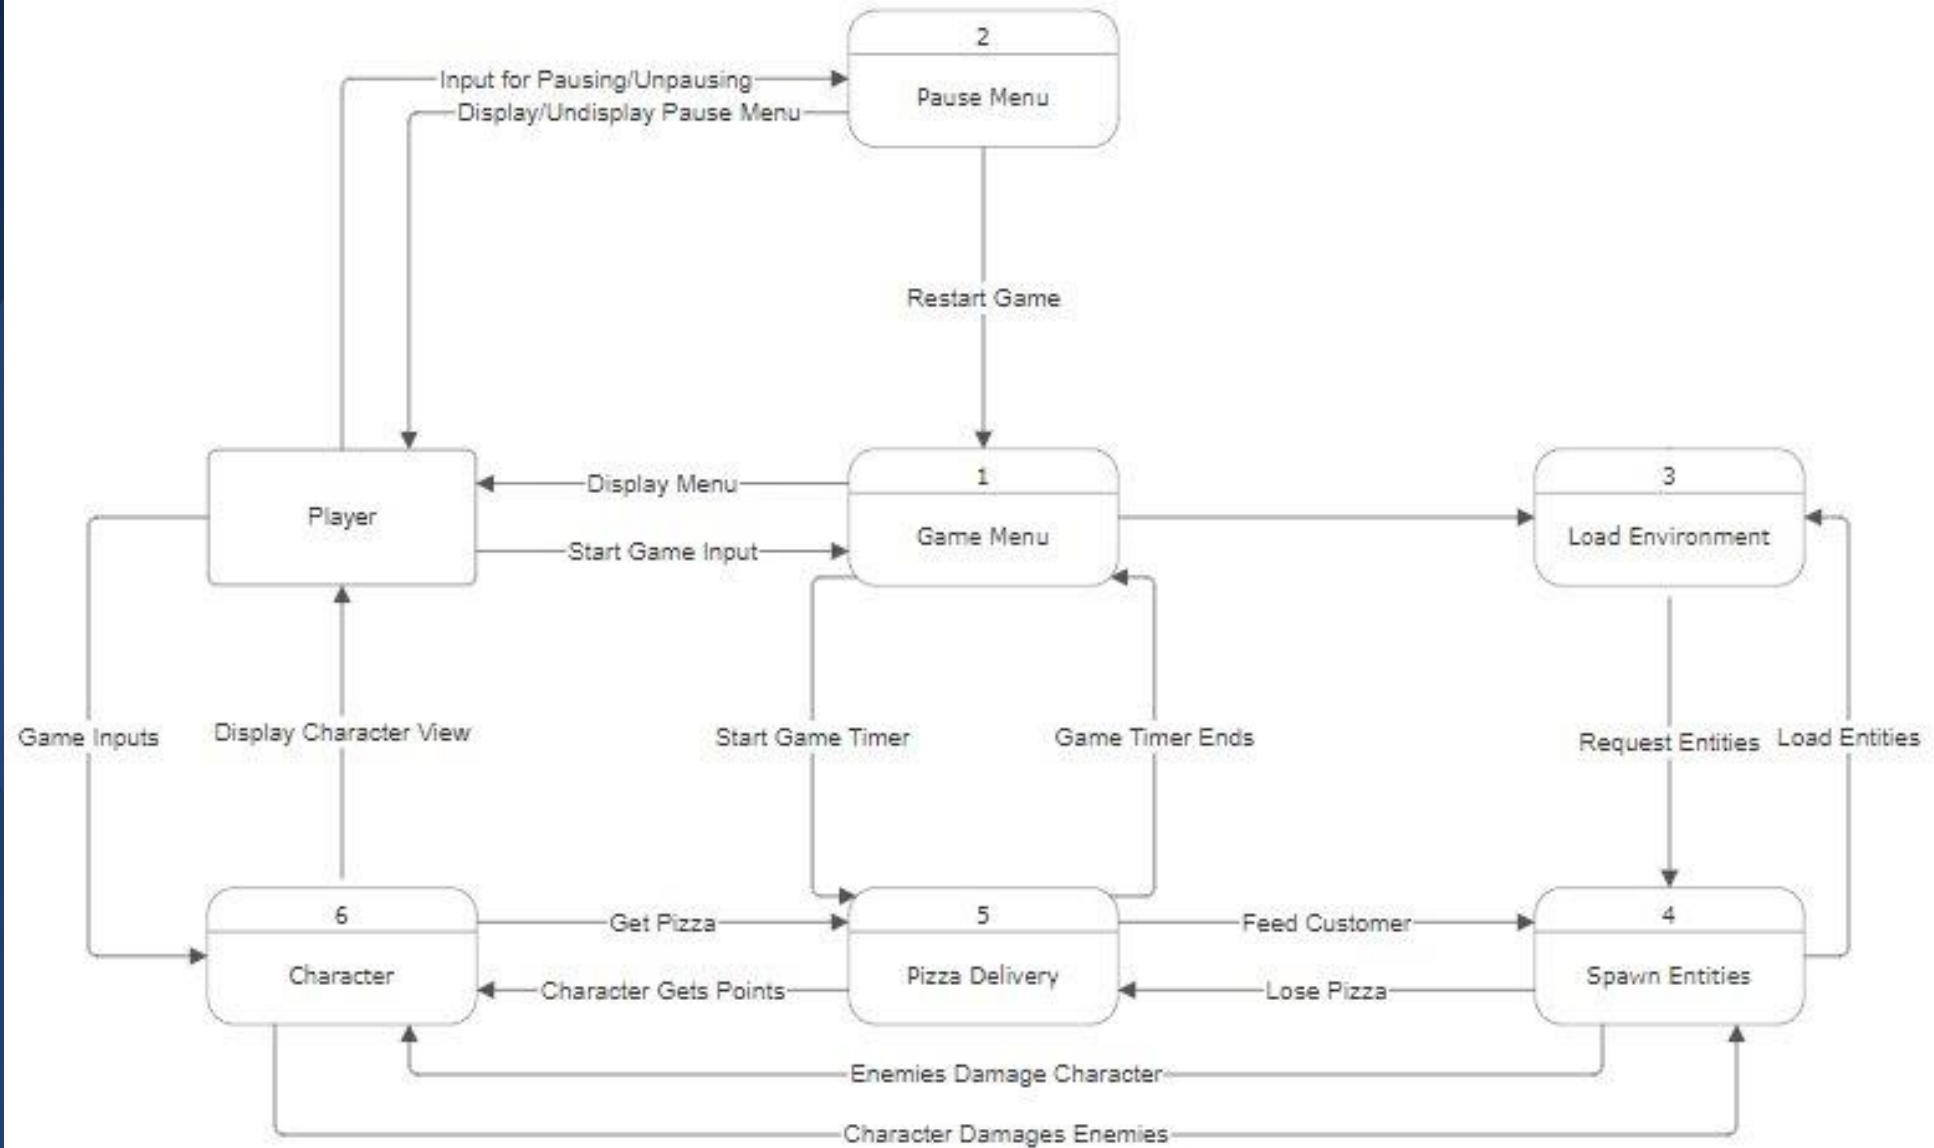 2
Input for Pausing/Unpausing
Pause Menu
Display/Undisplay Pause Menu
Restart Game
Display Menu
1
3
Player
Game Menu
Load Environment
Start Game Input
Game Inputs
Display Character View
Start Game Timer
Game Timer Ends
Request Entities
Load Entities
6
Get Pizza
5
Feed Customer
4
Character
Pizza Delivery
Spawn Entities
Character Gets Points
Lose Pizza
Enemies Damage Character
Character Damages Enemies